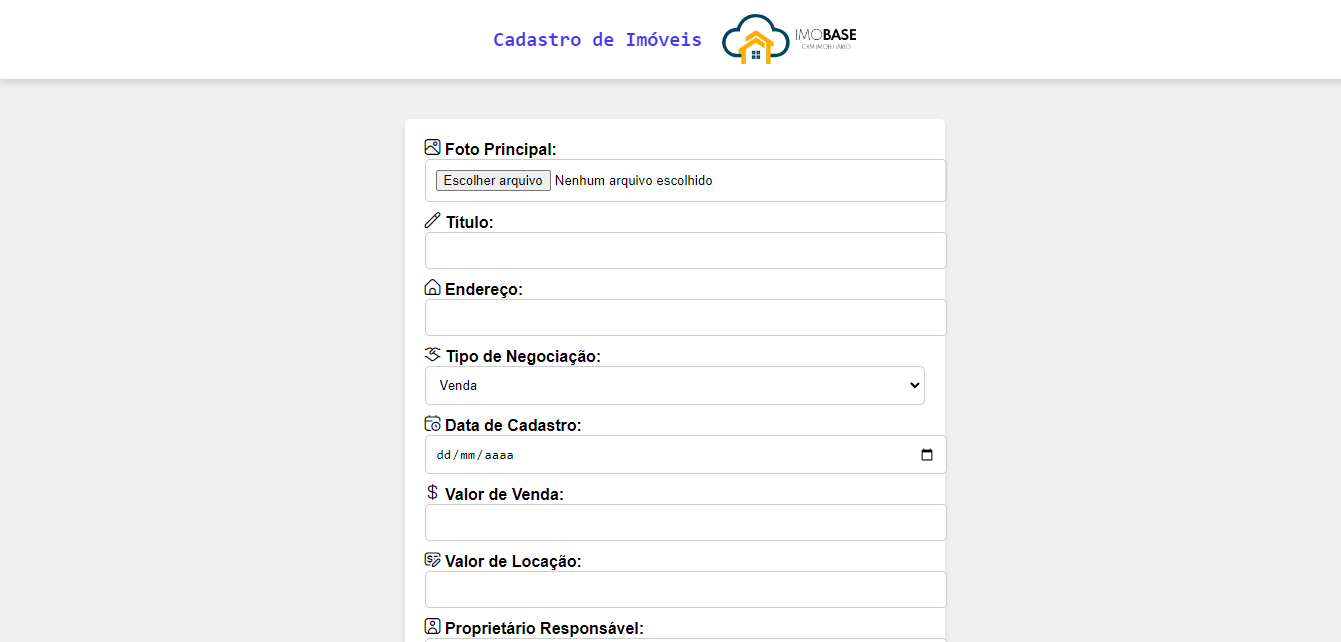 Cadastro de Imóveis
IMOBASE
CRM IMOBILIÁRIO
Foto Principal:
Escolher arquivo Nenhum arquivo escolhido
Título:
Endereço:
Tipo de Negociação:
Venda
Data de Cadastro:
dd/mm/aaaa
Valor de Venda:
Valor de Locação:
Proprietário Responsável: